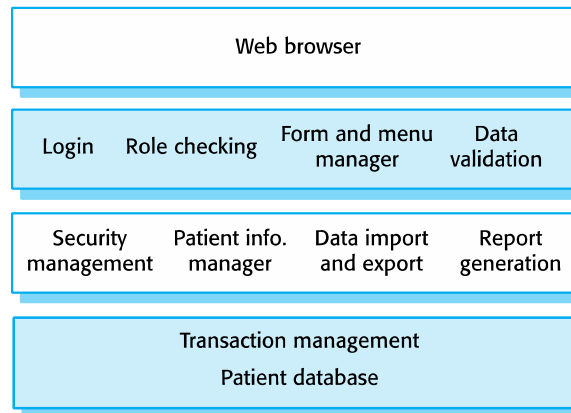 Web browser
Login Role checking Form and menu manager Data validation
Security management Patient info. manager Data import and export Report generation
Transaction management
Patient database